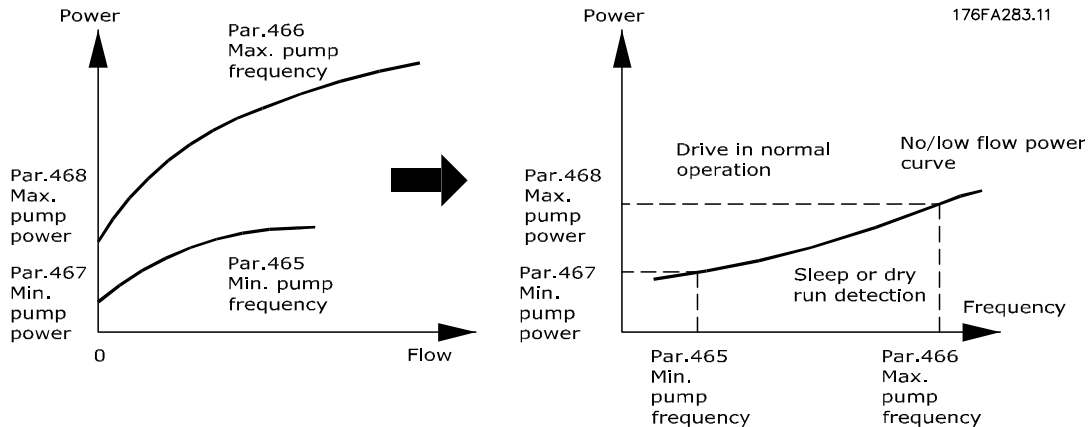 Power
Par.466
Max. pump
frequency
Par.468
Max.
pump
power
Par.467
Min.
pump
power
Par.465
Min. pump
frequency
0
Flow
Power
176FA283.11
Drive in normal
operation
No/low flow power
curve
Par.468
Max.
pump
power
Par.467
Min.
pump
power
Sleep or dry
run detection
Frequency
Par.465
Min.
pump
frequency
Par.466
Max.
pump
frequency